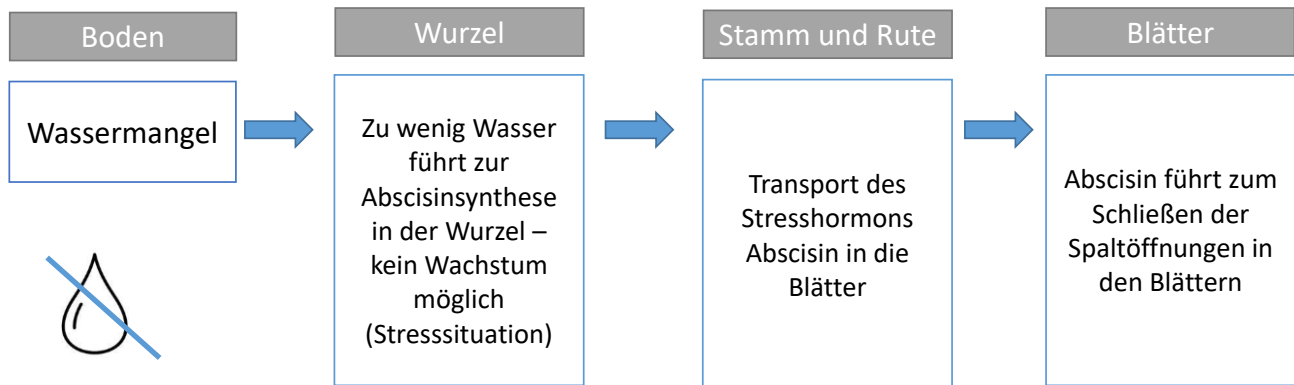 Boden
Wassermangel
Wurzel
Zu wenig Wasser
führt zur
Abscisinsynthese
in der Wurzel –
kein Wachstum
möglich
(Stresssituation)
Stamm und Rute
Transport des
Stresshormons
Abscisin in die
Blätter
Blätter
Abscisin führt zum
Schließen der
Spaltöffnungen in
den Blättern